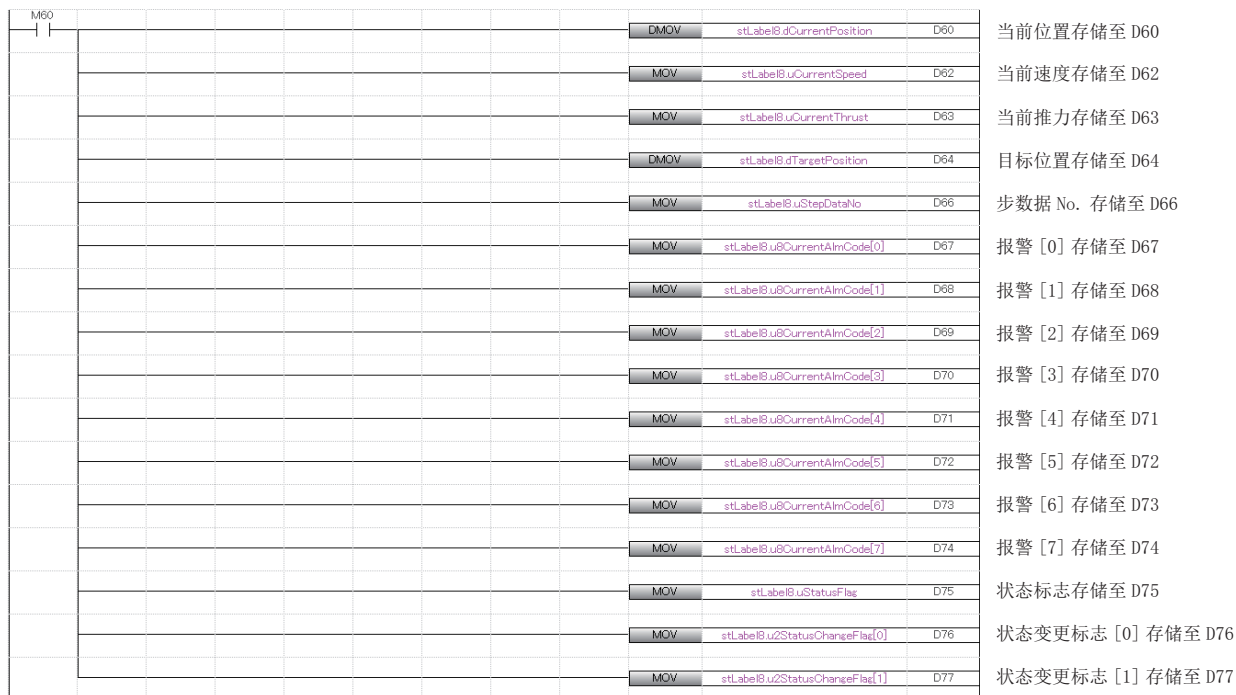 M60
DMOV stLabel8.dCurrentPosition D60 当前位置存储至 D60
MOV stLabel8.uCurrentSpeed D62 当前速度存储至 D62
MOV stLabel8.uCurrentThrust D63 当前推力存储至 D63
DMOV stLabel8.dTargetPosition D64 目标位置存储至 D64
MOV stLabel8.uStepDataNo D66 步数据 No. 存储至 D66
MOV stLabel8.u8CurrentAlmCode[0] D67 报警 [0] 存储至 D67
MOV stLabel8.u8CurrentAlmCode[1] D68 报警 [1] 存储至 D68
MOV stLabel8.u8CurrentAlmCode[2] D69 报警 [2] 存储至 D69
MOV stLabel8.u8CurrentAlmCode[3] D70 报警 [3] 存储至 D70
MOV stLabel8.u8CurrentAlmCode[4] D71 报警 [4] 存储至 D71
MOV stLabel8.u8CurrentAlmCode[5] D72 报警 [5] 存储至 D72
MOV stLabel8.u8CurrentAlmCode[6] D73 报警 [6] 存储至 D73
MOV stLabel8.u8CurrentAlmCode[7] D74 报警 [7] 存储至 D74
MOV stLabel8.uStatusFlag D75 状态标志存储至 D75
MOV stLabel8.u2StatusChangeFlag[0] D76 状态变更标志 [0] 存储至 D76
MOV stLabel8.u2StatusChangeFlag[1] D77 状态变更标志 [1] 存储至 D77